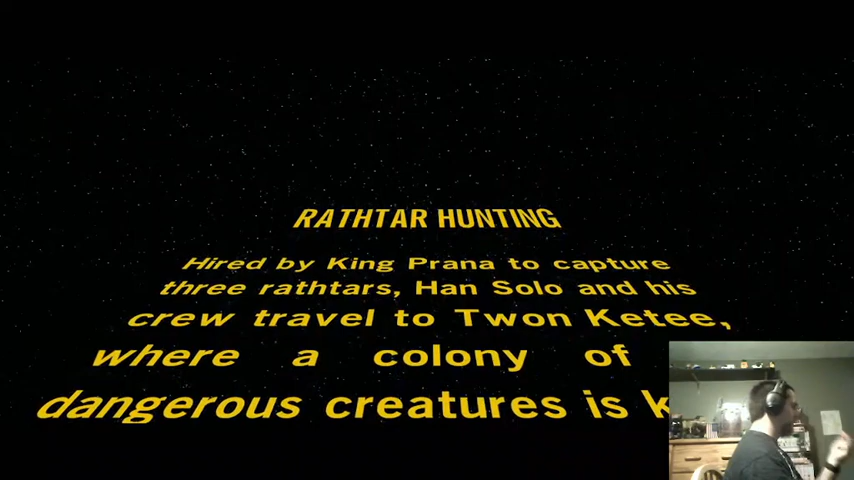 RATHTAR HUNTING
Hired by King Prana to capture
three rathtars, Han Solo and his
crew travel to Twon Ketee,
where a colony of
dangerous creatures is